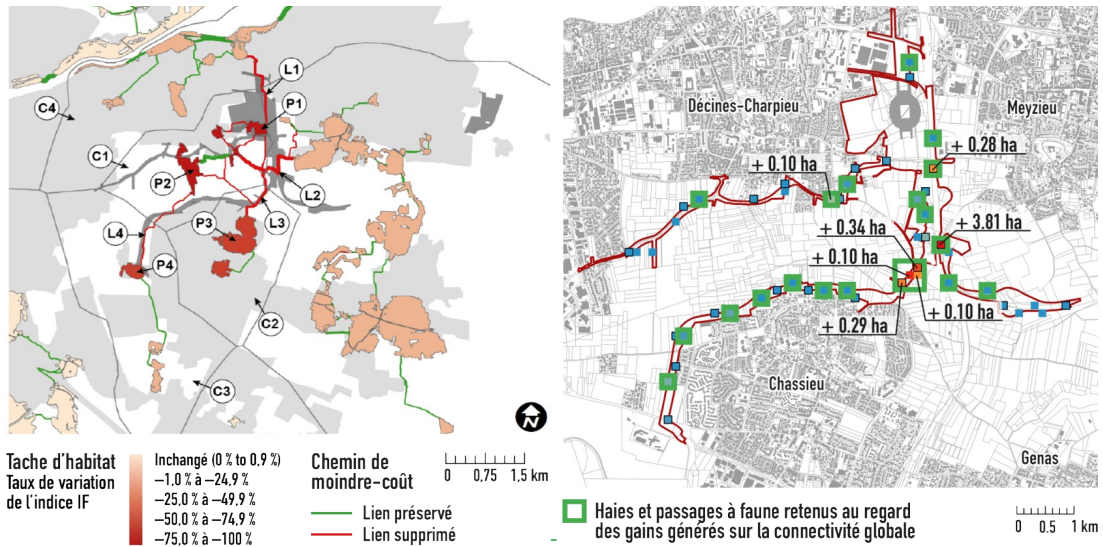 L1
C4
P1
C1
P2
L2
L3
P3
L4
P4
C2
C3
N
Tache d'habitat
Taux de variation
de l'indice IF
Inchangé (0 % to 0,9 %)
–1,0 % à –24,9 %
–25,0 % à –49,9 %
–50,0 % à –74,9 %
–75,0 % à –100 %
Chemin de
moindre-coût
Lien préservé
Lien supprimé
0 0,75 1,5 km
Décines-Charpieu
Meyzieu
+ 0.28 ha
+ 0.10 ha
+ 0.34 ha
+ 3.81 ha
+ 0.10 ha
+ 0.29 ha
+ 0.10 ha
Chassieu
Genas
Haies et passages à faune retenus au regard
des gains générés sur la connectivité globale
0 1 km